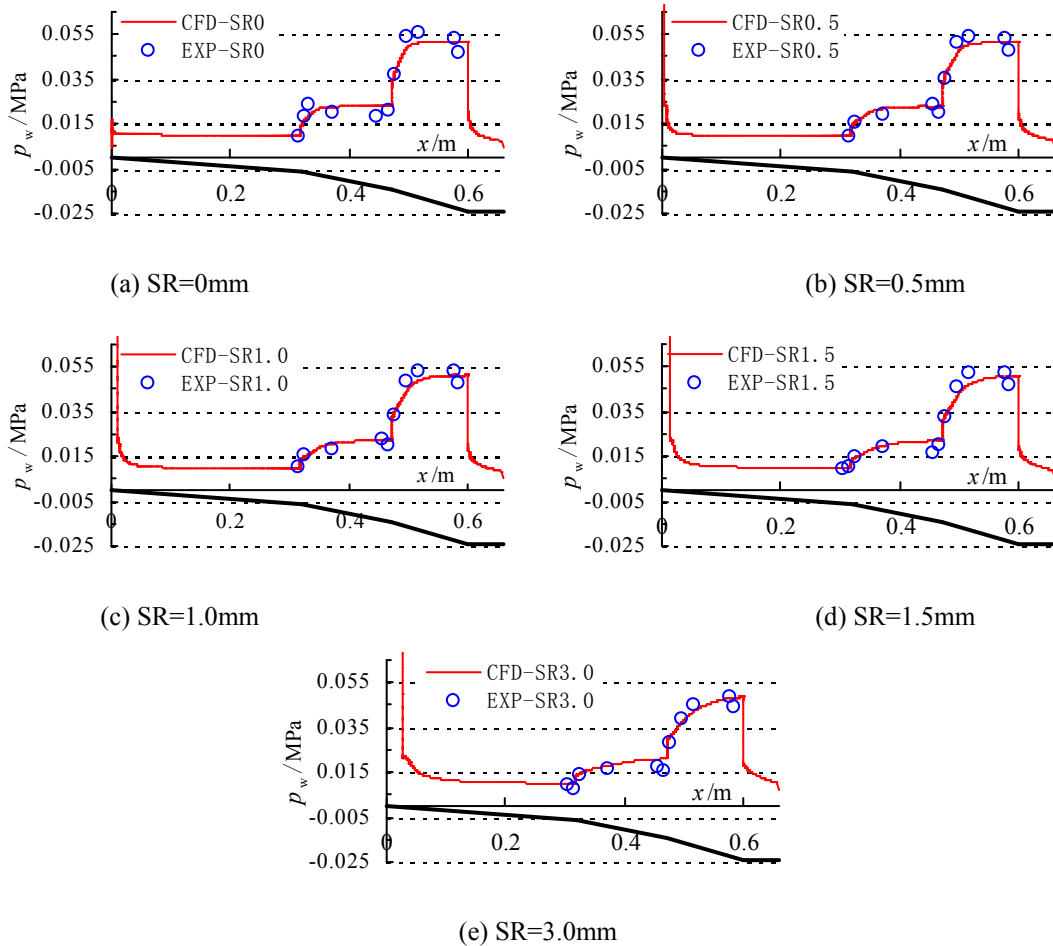 0.055
0.035
0.015
-0.005
-0.025
p_w/MPa
CFD-SR0
EXP-SR0
x/m
0 0.2 0.4 0.6
(a) SR=0mm
0.055
0.035
0.015
-0.005
-0.025
p_w/MPa
CFD-SR0.5
EXP-SR0.5
x/m
0 0.2 0.4 0.6
(b) SR=0.5mm
0.055
0.035
0.015
-0.005
-0.025
p_w/MPa
CFD-SR1.0
EXP-SR1.0
x/m
0 0.2 0.4 0.6
(c) SR=1.0mm
0.055
0.035
0.015
-0.005
-0.025
p_w/MPa
CFD-SR1.5
EXP-SR1.5
x/m
0 0.2 0.4 0.6
(d) SR=1.5mm
0.055
0.035
0.015
-0.005
-0.025
p_w/MPa
CFD-SR3.0
EXP-SR3.0
x/m
0 0.2 0.4 0.6
(e) SR=3.0mm